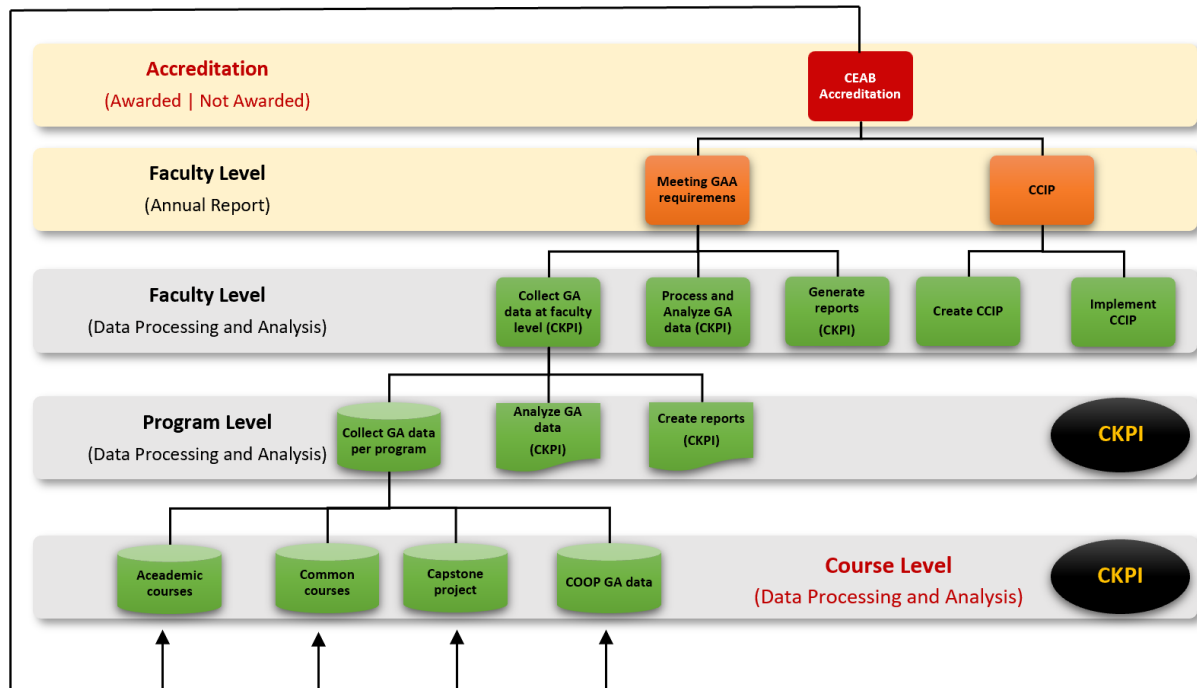 Accreditation
(Awarded | Not Awarded)
CEAB
Accreditation
Faculty Level
(Annual Report)
Meeting GAA
requiremens
CCIP
Faculty Level
(Data Processing and Analysis)
Collect GA
data at faculty
level (CKPI)
Process and
Analyze GA
data (CKPI)
Generate
reports
(CKPI)
Create CCIP
Implement
CCIP
Program Level
(Data Processing and Analysis)
Collect GA data
per program
Analyze GA
data
(CKPI)
Create reports
(CKPI)
CKPI
Aceademic
courses
Common
courses
Capstone
project
COOP GA data
Course Level
(Data Processing and Analysis)
CKPI